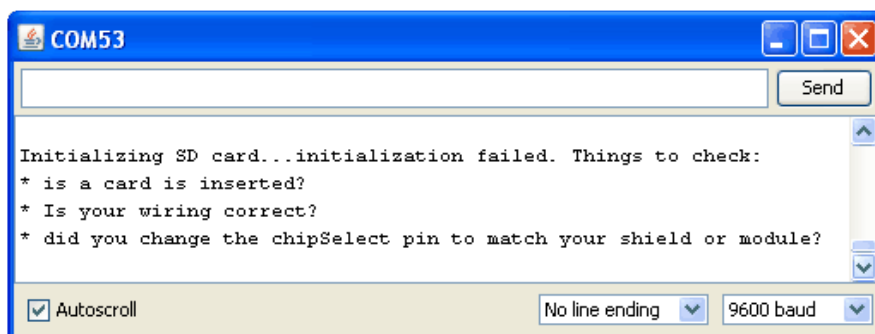 COM53
Send
Initializing SD card...initialization failed. Things to check:
* is a card is inserted?
* Is your wiring correct?
* did you change the chipSelect pin to match your shield or module?
Autoscroll
No line ending
9600 baud